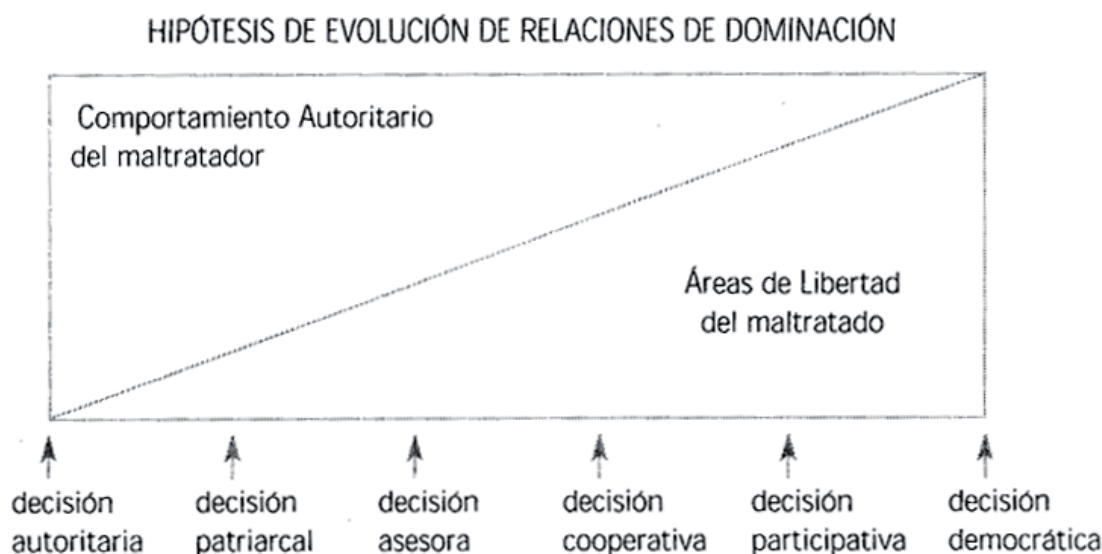 HIPÓTESIS DE EVOLUCIÓN DE RELACIONES DE DOMINACIÓN
Comportamiento Autoritario
del maltratador
Áreas de Libertad
del maltratado
decisión
autoritaria
decisión
patriarcal
decisión
asesora
decisión
cooperativa
decisión
participativa
decisión
democrática